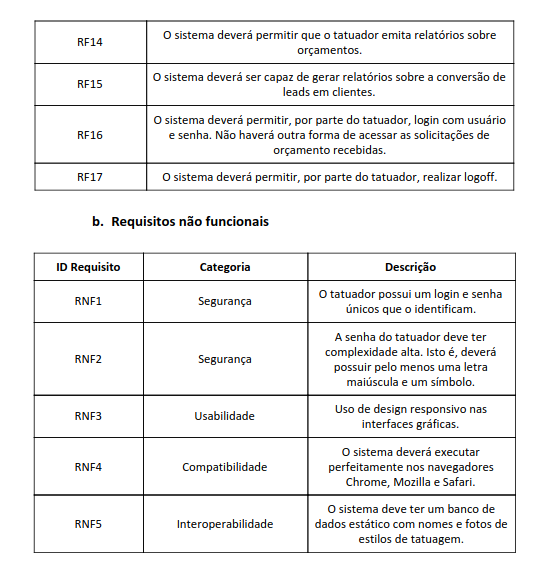 RF14
O sistema deverá permitir que o tatuador emita relatórios sobre
orçamentos.
RF15
O sistema deverá ser capaz de gerar relatórios sobre a conversão de
leads em clientes.
RF16
O sistema deverá permitir, por parte do tatuador, login com usuário
e senha. Não haverá outra forma de acessar as solicitações de
orçamento recebidas.
RF17
O sistema deverá permitir, por parte do tatuador, realizar logoff.
b. Requisitos não funcionais
ID Requisito
Categoria
Descrição
RNF1
Segurança
O tatuador possui um login e senha
únicos que o identificam.
RNF2
Segurança
A senha do tatuador deve ter
complexidade alta. Isto é, deverá
possuir pelo menos uma letra
maiúscula e um símbolo.
RNF3
Usabilidade
Uso de design responsivo nas
interfaces gráficas.
RNF4
Compatibilidade
O sistema deverá executar
perfeitamente nos navegadores
Chrome, Mozilla e Safari.
RNF5
Interoperabilidade
O sistema deve ter um banco de
dados estático com nomes e fotos de
estilos de tatuagem.